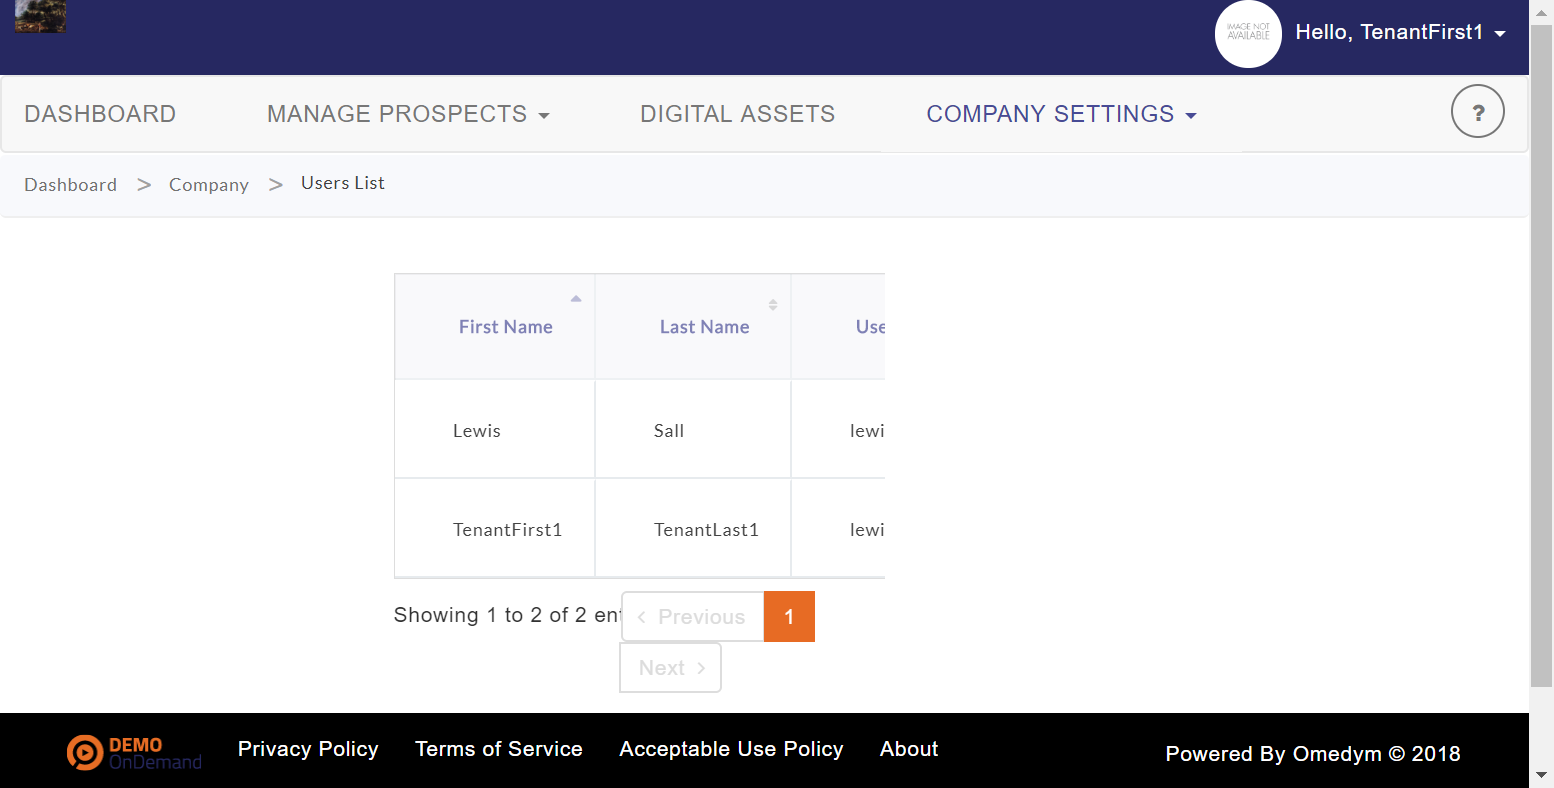 IMAGE NOT
AVAILABLE
Hello, TenantFirst1
DASHBOARD
MANAGE PROSPECTS
DIGITAL ASSETS
COMPANY SETTINGS
?
Dashboard > Company > Users List
First Name
Last Name
Use
Lewis
Sall
lewi
TenantFirst1
TenantLast1
lewi
Showing 1 to 2 of 2 ent
‹ Previous
1
Next ›
DEMO
OnDemand
Privacy Policy
Terms of Service
Acceptable Use Policy
About
Powered By Omedym © 2018